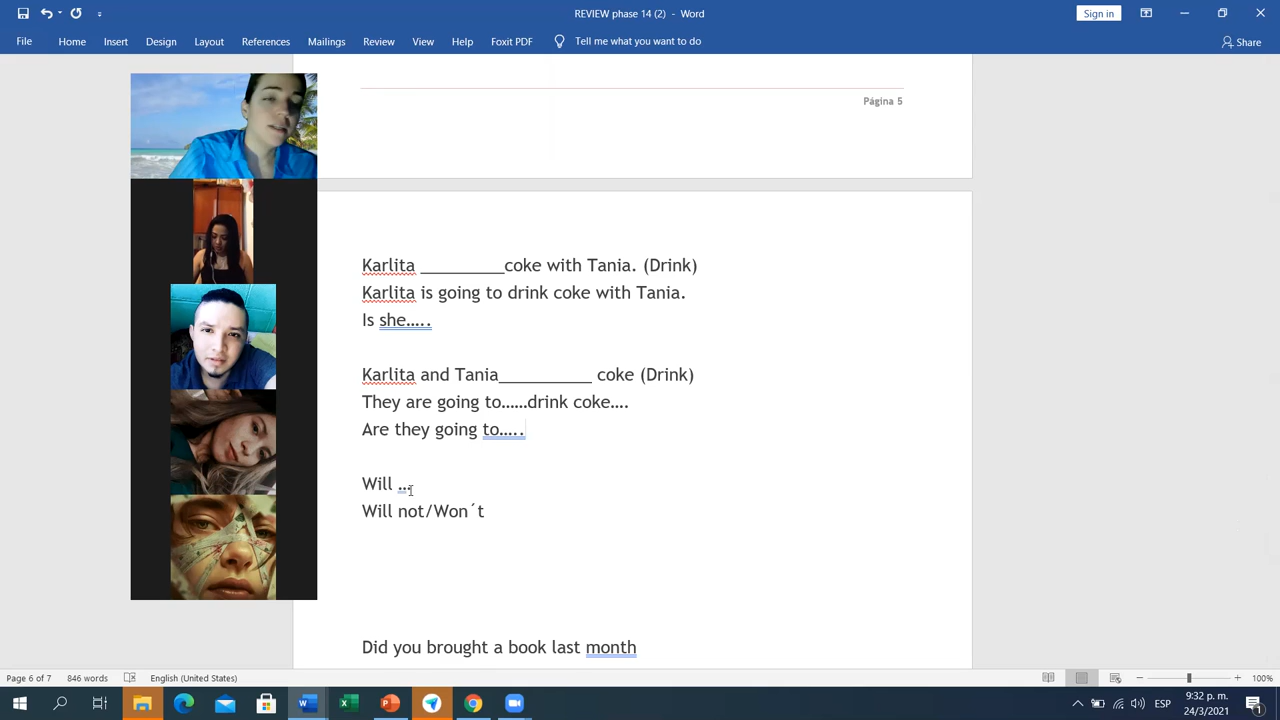 REVIEW phase 14 (2) - Word
Sign in
File Home Insert Design Layout References Mailings Review View Help Foxit PDF Tell me what you want to do Share
Página 5
Karlita _________coke with Tania. (Drink)
Karlita is going to drink coke with Tania.
Is she…..
Karlita and Tania__________ coke (Drink)
They are going to……drink coke….
Are they going to…..
Will …
Will not/Won´t
Did you brought a book last month
Page 6 of 7 846 words English (United States) 100%
9:32 p. m.
ESP
24/3/2021